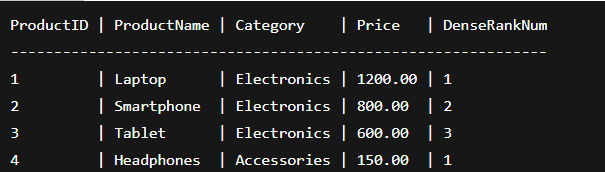 ProductID | ProductName | Category | Price | DenseRankNum
-------------------------------------------------------------
1 | Laptop | Electronics | 1200.00 | 1
2 | Smartphone | Electronics | 800.00 | 2
3 | Tablet | Electronics | 600.00 | 3
4 | Headphones | Accessories | 150.00 | 1